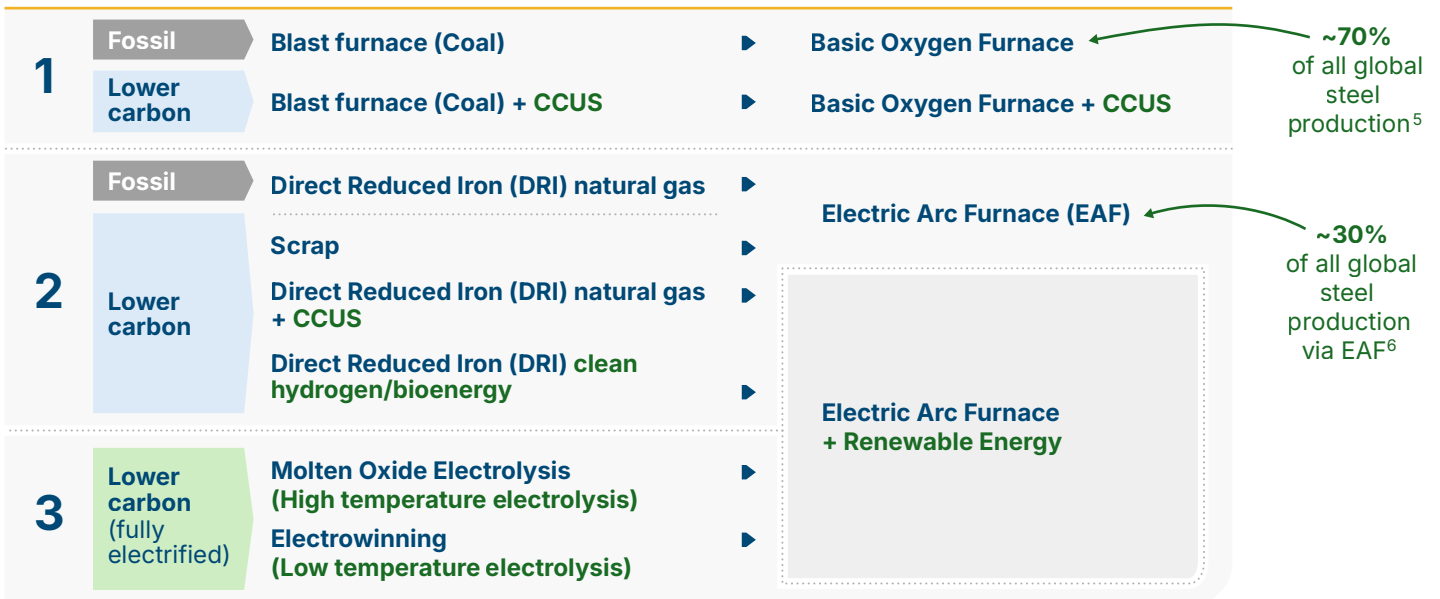 1
Fossil
Blast furnace (Coal)
Basic Oxygen Furnace
Lower
carbon
Blast furnace (Coal) + CCUS
Basic Oxygen Furnace + CCUS
~70%
of all global
steel
production⁵
2
Fossil
Direct Reduced Iron (DRI) natural gas
Electric Arc Furnace (EAF)
Lower
carbon
Scrap
Direct Reduced Iron (DRI) natural gas
+ CCUS
Direct Reduced Iron (DRI) clean
hydrogen/bioenergy
~30%
of all global
steel
production
via EAF⁶
Electric Arc Furnace
+ Renewable Energy
3
Lower
carbon
(fully
electrified)
Molten Oxide Electrolysis
(High temperature electrolysis)
Electrowinning
(Low temperature electrolysis)